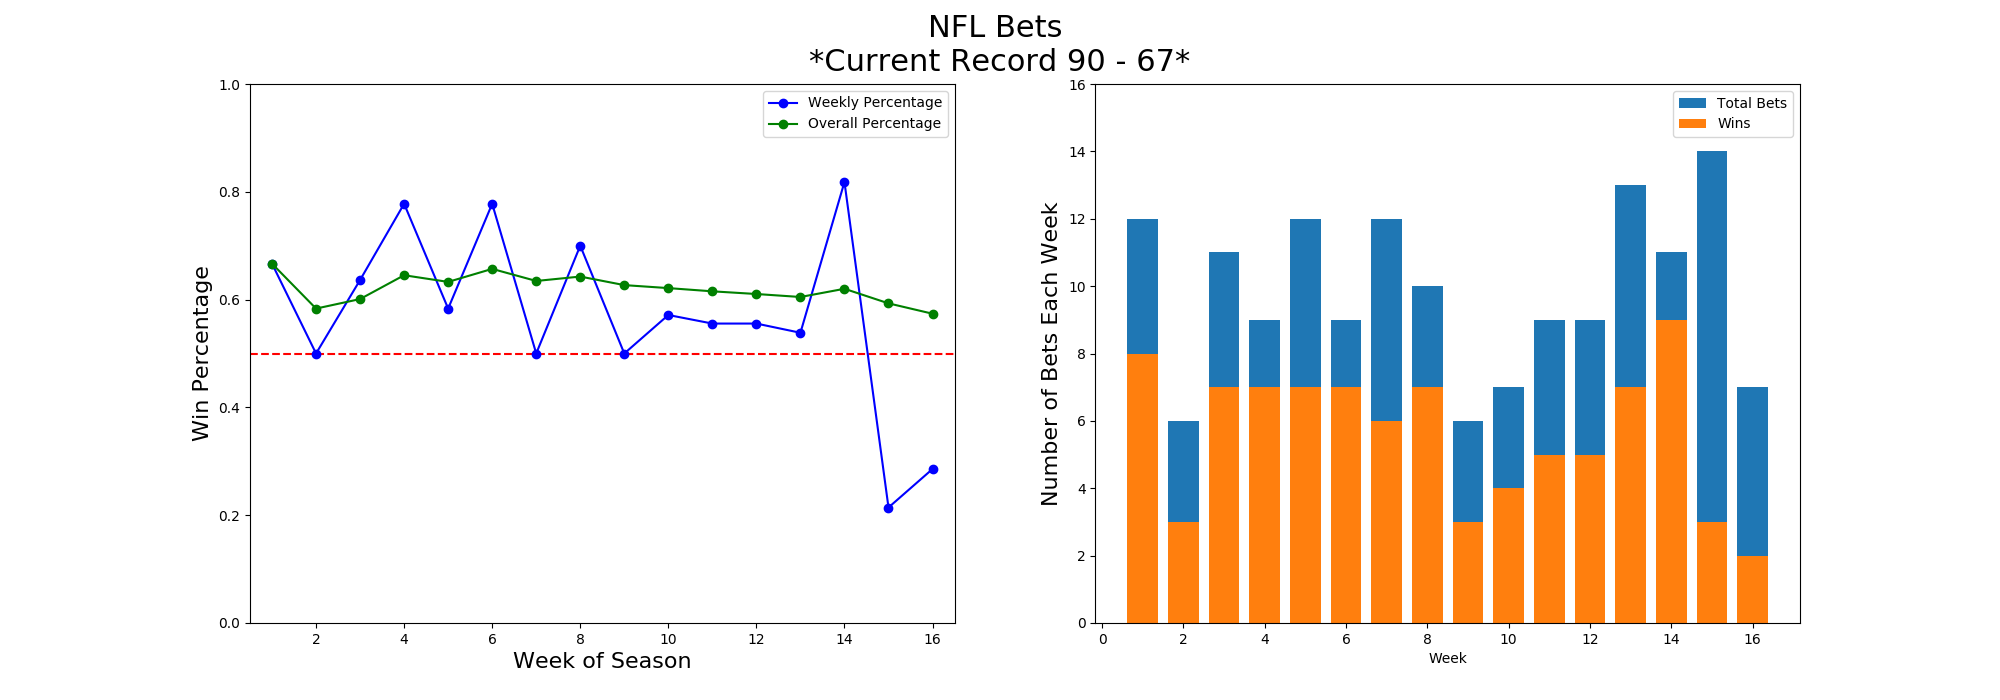 NFL Bets
*Current Record 90 - 67*
Win Percentage
1.0
0.8
0.6
0.4
0.2
0.0
Weekly Percentage
Overall Percentage
2 4 6 8 10 12 14 16
Week of Season
Number of Bets Each Week
16
14
12
10
8
6
4
2
0
Total Bets
Wins
0 2 4 6 8 10 12 14 16
Week